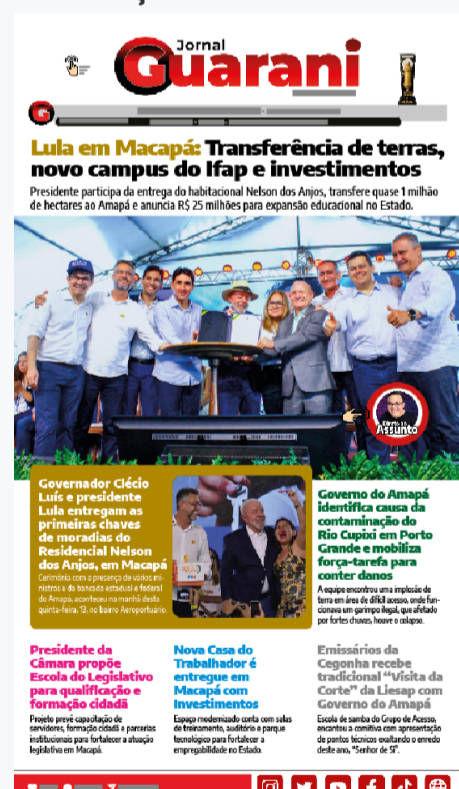 Jornal
Guarani
G
Lula em Macapá: Transferência de terras,
novo campus do Ifap e investimentos
Presidente participa da entrega do habitacional Nelson dos Anjos, transfere quase 1 milhão
de hectares ao Amapá e anuncia R$ 25 milhões para expansão educacional no Estado.
Assunto
Governador Clécio
Luís e presidente
Lula entregam as
primeiras chaves
de moradias do
Residencial Nelson
dos Anjos, em Macapá
Cerimônia com a presença de vários mi-
nistros e da bancada estadual e federal
do Amapá, aconteceu na manhã desta
quinta-feira, 13, no bairro Aeroportuário.
Governo do Amapá
identifica causa da
contaminação do
Rio Cupixi em Porto
Grande e mobiliza
força-tarefa para
conter danos
A equipe encontrou uma implosão de
terra em área de difícil acesso, onde fun-
cionava um garimpo ilegal, que afetado
por fortes chuvas, houve o colapso.
Presidente da
Câmara propõe
Escola do Legislativo
para qualificação e
formação cidadã
Projeto prevê capacitação de
servidores, formação cidadã e parcerias
institucionais para fortalecer a atuação
legislativa em Macapá.
Nova Casa do
Trabalhador é
entregue em
Macapá com
Investimentos
Espaço modernizado conta com salas
de treinamento, auditório e parque
tecnológico para fortalecer a
empregabilidade no Estado.
Emissários da
Cegonha recebe
tradicional “Visita da
Corte” da Liesap com
Governo do Amapá
Escola de samba do Grupo de Acesso,
encantou a comitiva com apresentação
de pontos técnicos exaltando o enredo
deste ano, “Senhor de Si”.